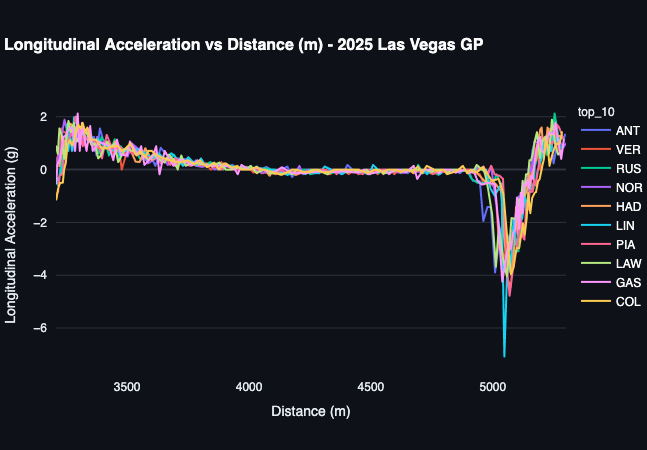 Longitudinal Acceleration vs Distance (m) - 2025 Las Vegas GP
top_10
ANT
VER
RUS
NOR
HAD
LIN
PIA
LAW
GAS
COL
Longitudinal Acceleration (g)
2
0
−2
−4
−6
3500 4000 4500 5000
Distance (m)